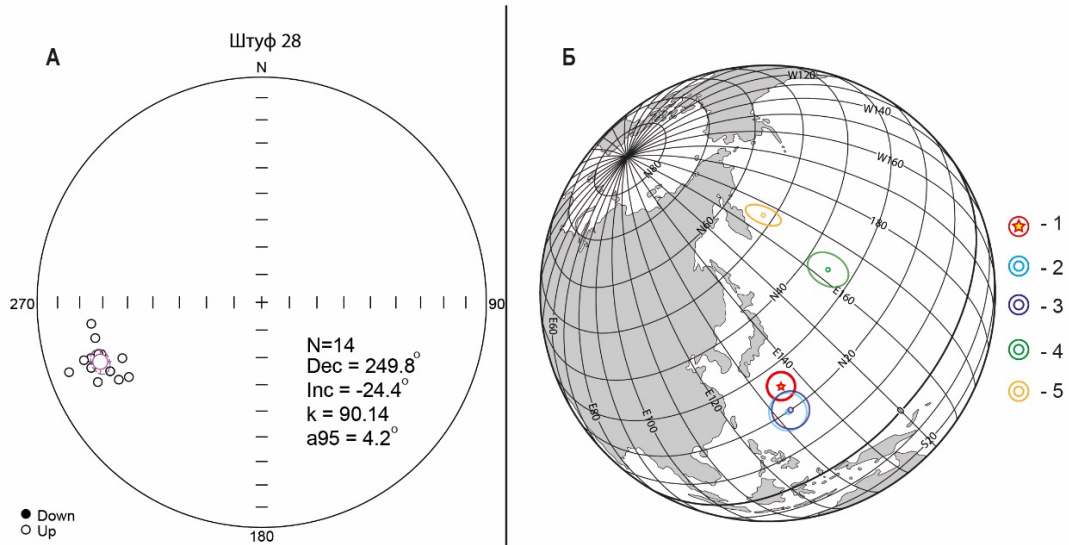 А
Штуф 28
N
270
90
N=14
Dec = 249.8°
Inc = -24.4°
k = 90.14
a95 = 4.2°
Down
Up
180
Б
W120
W140
W160
180
N80
N60
N40
N20
0
S20
E160
E140
E120
E100
E80
E60
- 1
- 2
- 3
- 4
- 5